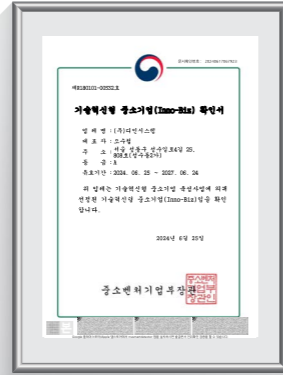 제R180101-00532호
기술혁신형 중소기업(Inno-Biz) 확인서
업 체 명 : (주)다인시스템
대 표 자 : 고수범
주 소 : 서울 성동구 성수일로4길 25,
808호(성수동2가)
등 급 : A
유효기간 : 2024. 06. 25 ~ 2027. 06. 24
위 업체는 기술혁신형 중소기업 육성사업에 의해
선정된 기술혁신형 중소기업(Inno-Biz)임을 확인
합니다.
2024년 6월 25일
중소벤처기업부장관